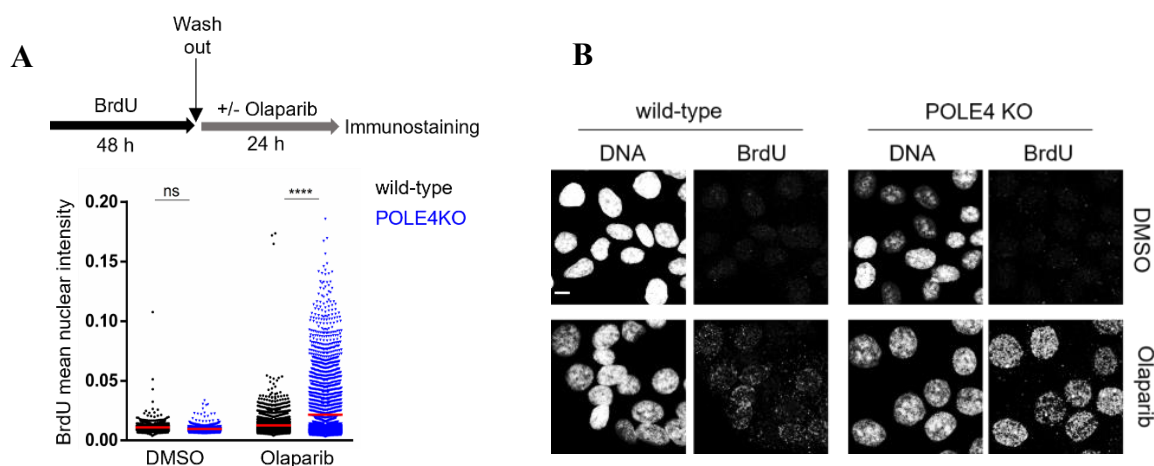 A
Wash
out
BrdU
+/- Olaparib
48 h
24 h
Immunostaining
ns
****
wild-type
POLE4KO
BrdU mean nuclear intensity
0.20
0.15
0.10
0.05
0.00
DMSO
Olaparib
B
wild-type
POLE4 KO
DNA
BrdU
DNA
BrdU
DMSO
Olaparib